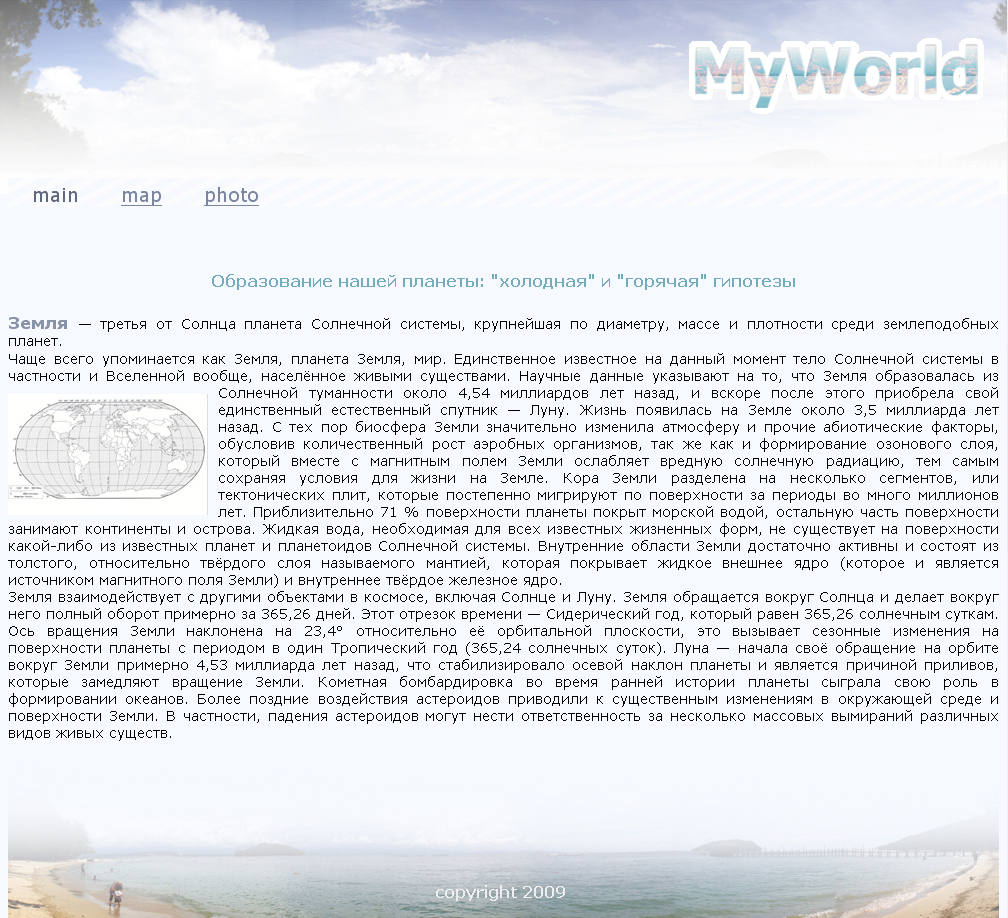 MyWorld
main map photo
Образование нашей планеты: "холодная" и "горячая" гипотезы
Земля — третья от Солнца планета Солнечной системы, крупнейшая по диаметру, массе и плотности среди землеподобных
планет.
Чаще всего упоминается как Земля, планета Земля, мир. Единственное известное на данный момент тело Солнечной системы в
частности и Вселенной вообще, населённое живыми существами. Научные данные указывают на то, что Земля образовалась из
Солнечной туманности около 4,54 миллиардов лет назад, и вскоре после этого приобрела свой
единственный естественный спутник — Луну. Жизнь появилась на Земле около 3,5 миллиарда лет
назад. С тех пор биосфера Земли значительно изменила атмосферу и прочие абиотические факторы,
обусловив количественный рост аэробных организмов, так же как и формирование озонового слоя,
который вместе с магнитным полем Земли ослабляет вредную солнечную радиацию, тем самым
сохраняя условия для жизни на Земле. Кора Земли разделена на несколько сегментов, или
тектонических плит, которые постепенно мигрируют по поверхности за периоды во много миллионов
лет. Приблизительно 71 % поверхности планеты покрыт морской водой, остальную часть поверхности
занимают континенты и острова. Жидкая вода, необходимая для всех известных жизненных форм, не существует на поверхности
какой-либо из известных планет и планетоидов Солнечной системы. Внутренние области Земли достаточно активны и состоят из
толстого, относительно твёрдого слоя называемого мантией, которая покрывает жидкое внешнее ядро (которое и является
источником магнитного поля Земли) и внутреннее твёрдое железное ядро.
Земля взаимодействует с другими объектами в космосе, включая Солнце и Луну. Земля обращается вокруг Солнца и делает вокруг
него полный оборот примерно за 365,26 дней. Этот отрезок времени — Сидерический год, который равен 365,26 солнечным суткам.
Ось вращения Земли наклонена на 23,4° относительно её орбитальной плоскости, это вызывает сезонные изменения на
поверхности планеты с периодом в один Тропический год (365,24 солнечных суток). Луна — начала своё обращение на орбите
вокруг Земли примерно 4,53 миллиарда лет назад, что стабилизировало осевой наклон планеты и является причиной приливов,
которые замедляют вращение Земли. Кометная бомбардировка во время ранней истории планеты сыграла свою роль в
формировании океанов. Более поздние воздействия астероидов приводили к существенным изменениям в окружающей среде и
поверхности Земли. В частности, падения астероидов могут нести ответственность за несколько массовых вымираний различных
видов живых существ.
copyright 2009